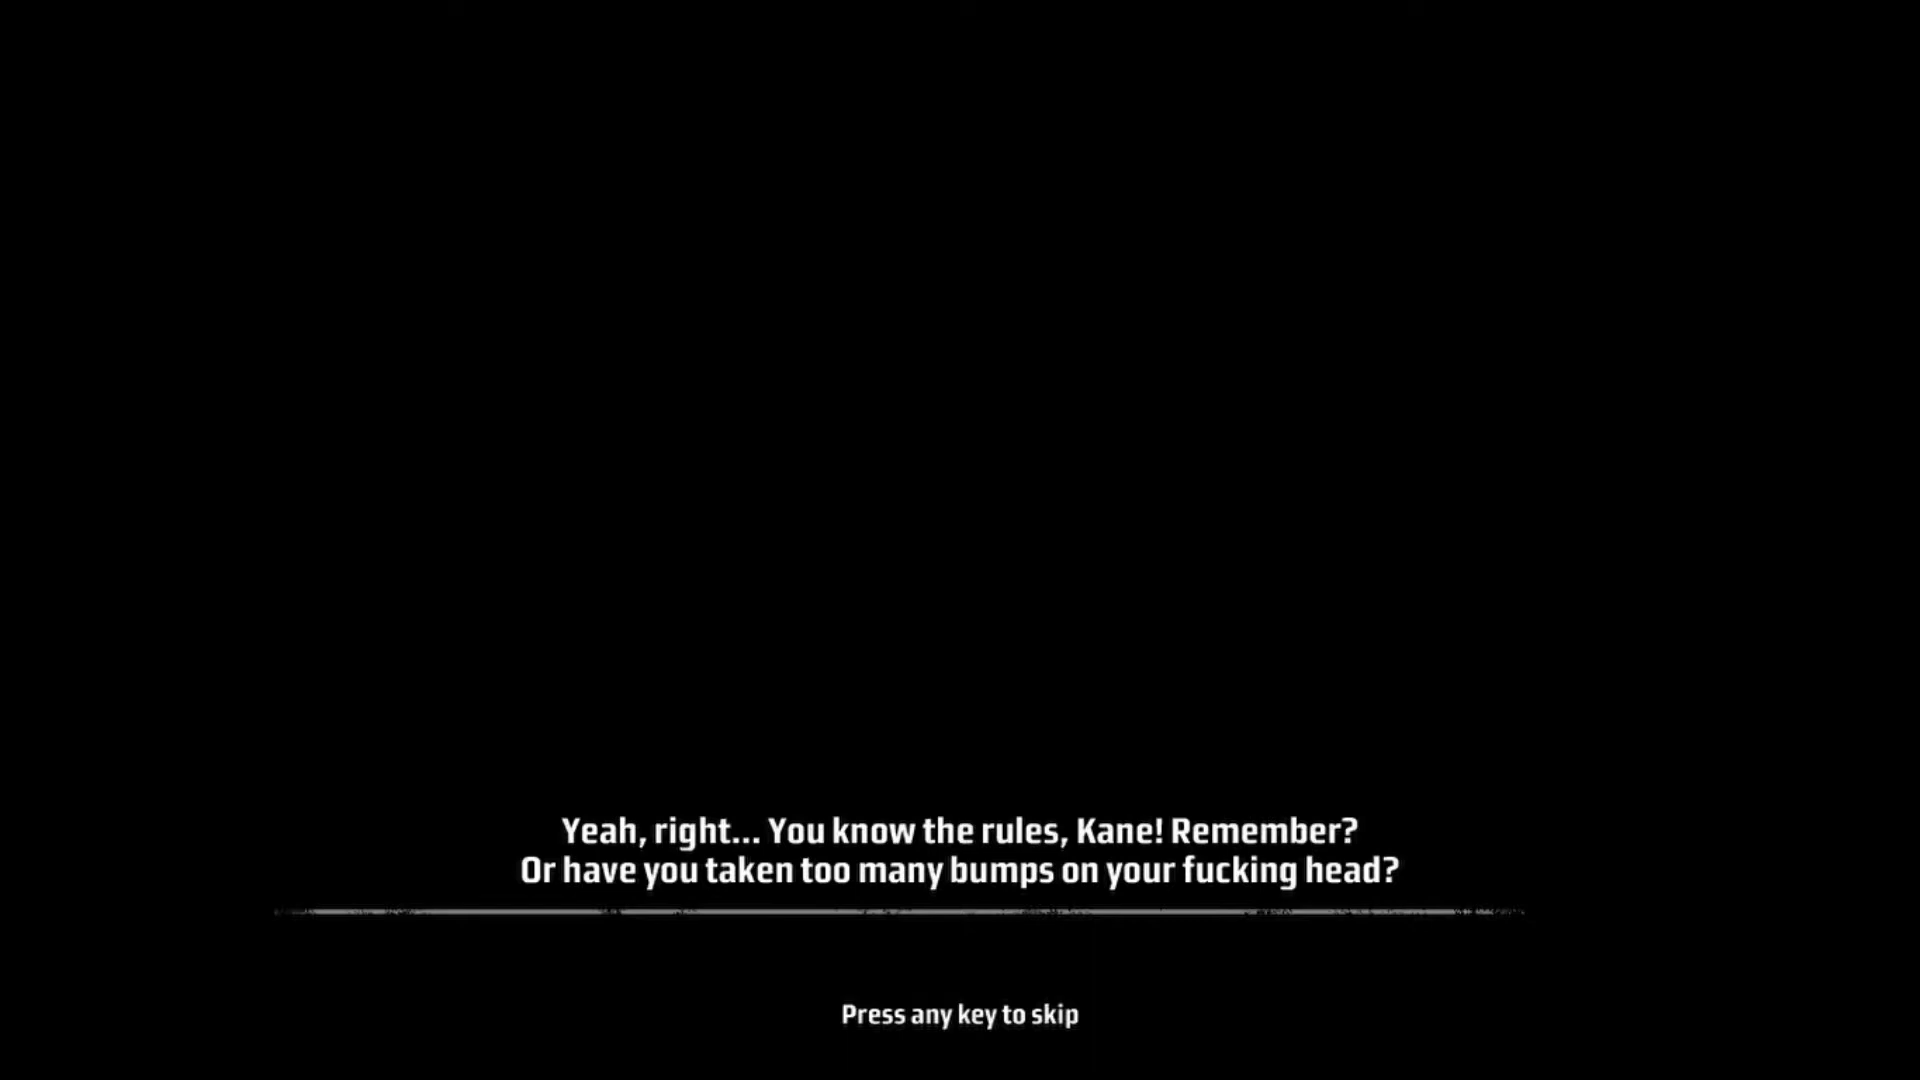 Yeah, right... You know the rules, Kane! Remember?
Or have you taken too many bumps on your fucking head?
Press any key to skip